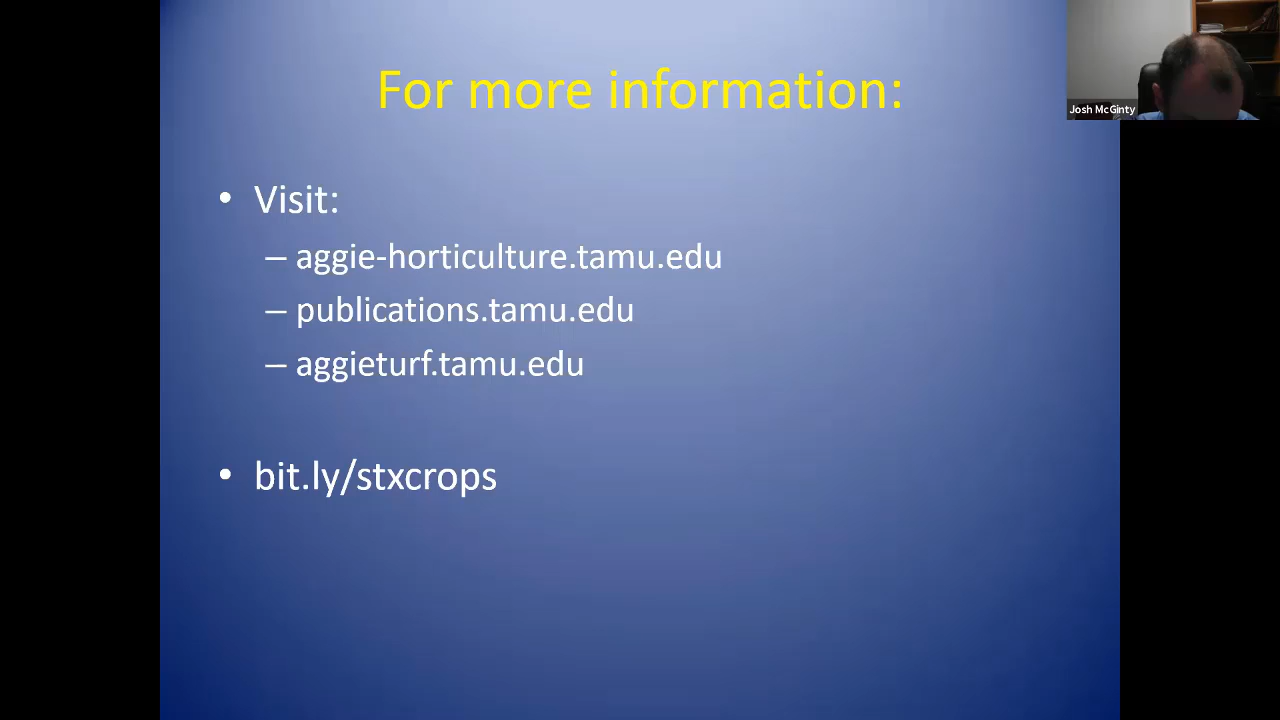 For more information:
Josh McGinty
• Visit:
– aggie-horticulture.tamu.edu
– publications.tamu.edu
– aggieturf.tamu.edu
• bit.ly/stxcrops